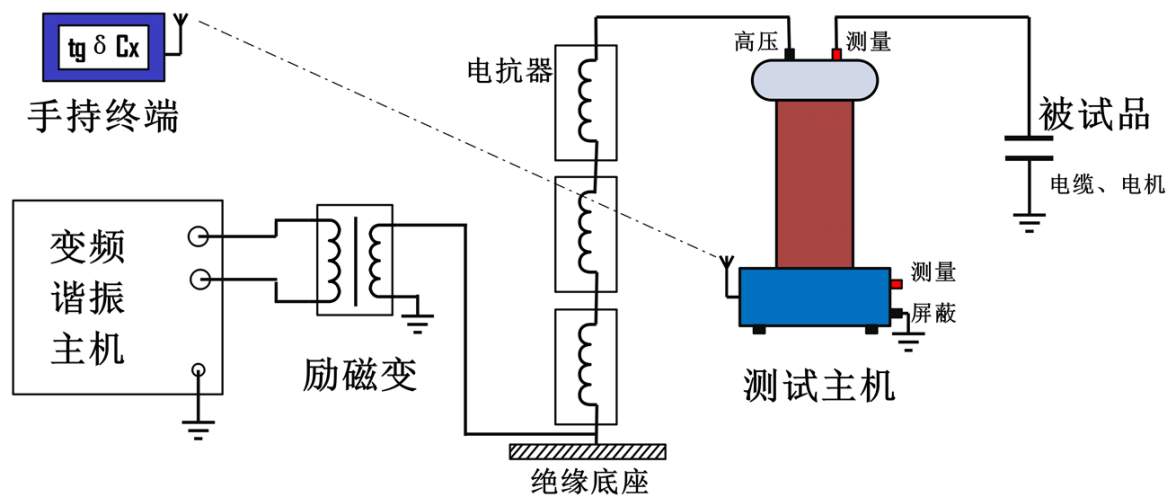 tg δ Cx
手持终端
变频
谐振
主机
励磁变
电抗器
绝缘底座
高压
测量
测量
屏蔽
测试主机
被试品
电缆、电机